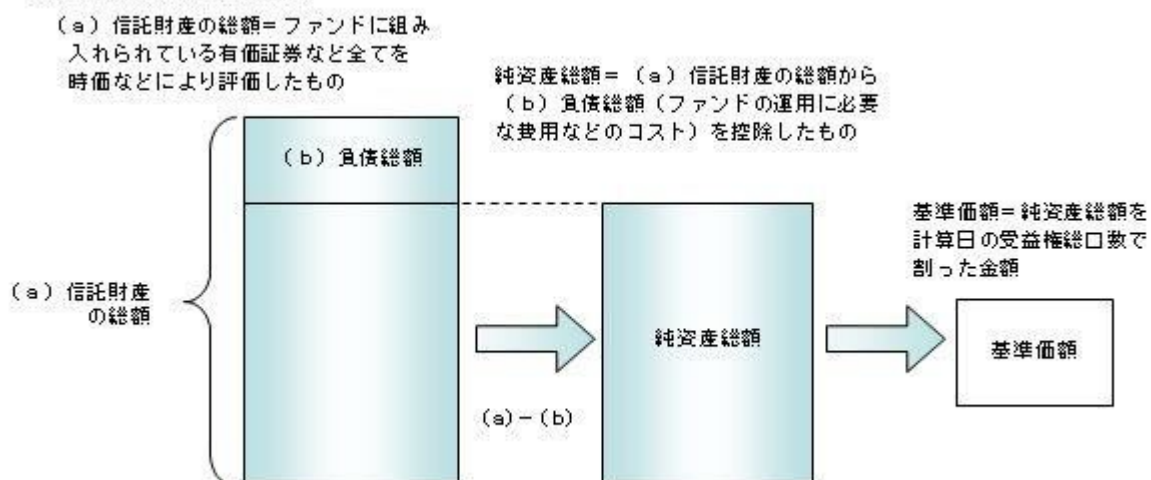 (a)信託財産の総額=ファンドに組み
入れられている有価証券など全てを
時価などにより評価したもの
純資産総額=(a)信託財産の総額から
(b)負債総額(ファンドの運用に必要
な費用などのコスト)を控除したもの
(b)負債総額
基準価額=純資産総額を
計算日の受益権総口数で
割った金額
(a)信託財産
の総額
純資産総額
基準価額
(a)-(b)